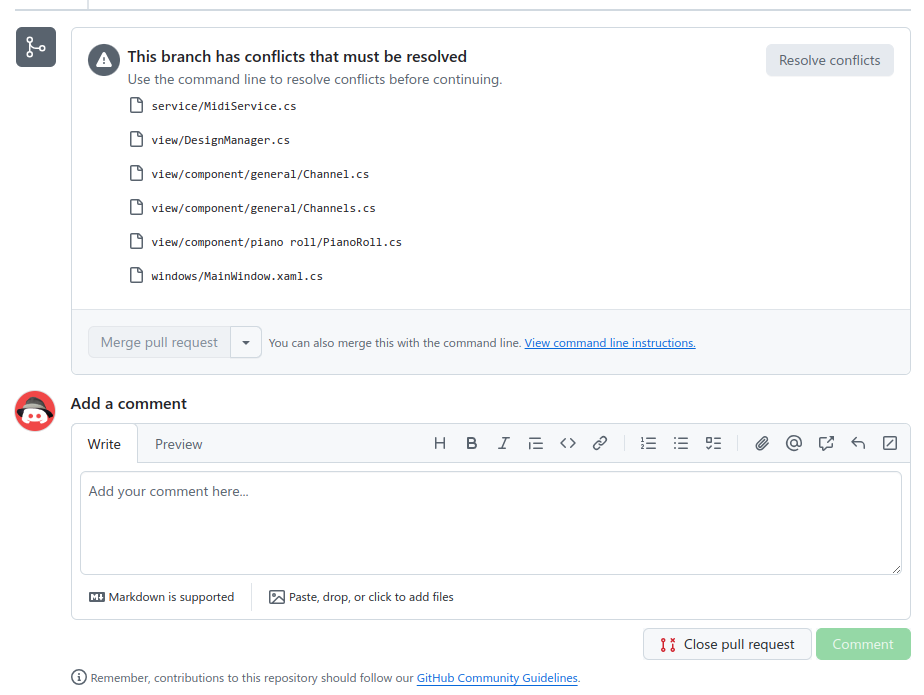 This branch has conflicts that must be resolved
Resolve conflicts
Use the command line to resolve conflicts before continuing.
service/MidiService.cs
view/DesignManager.cs
view/component/general/Channel.cs
view/component/general/Channels.cs
view/component/piano roll/PianoRoll.cs
windows/MainWindow.xaml.cs
Merge pull request
You can also merge this with the command line. View command line instructions.
Add a comment
Write
Preview
Add your comment here...
Markdown is supported
Paste, drop, or click to add files
Close pull request
Comment
Remember, contributions to this repository should follow our GitHub Community Guidelines.